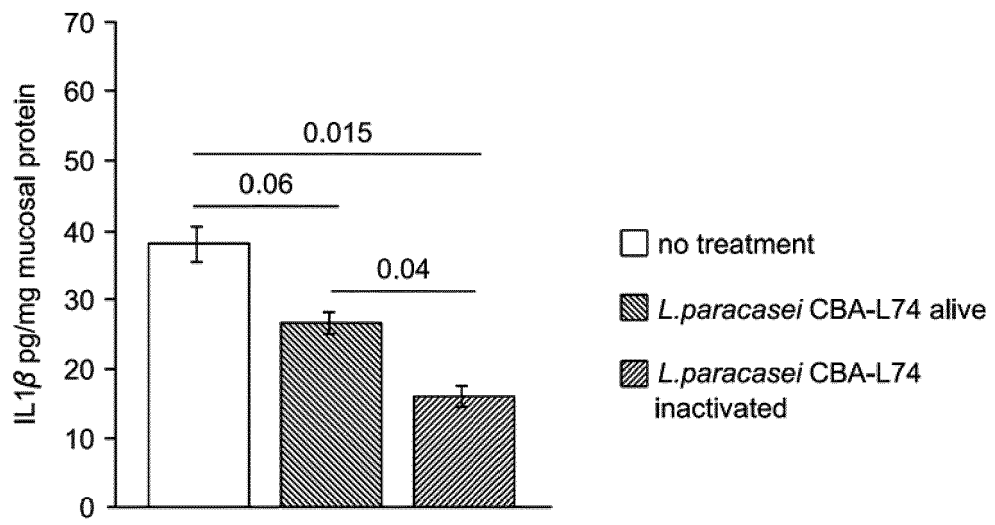 70
60
50
40
30
20
10
0
IL1β pg/mg mucosal protein
0.015
0.06
0.04
no treatment
L.paracasei CBA-L74 alive
L.paracasei CBA-L74
inactivated